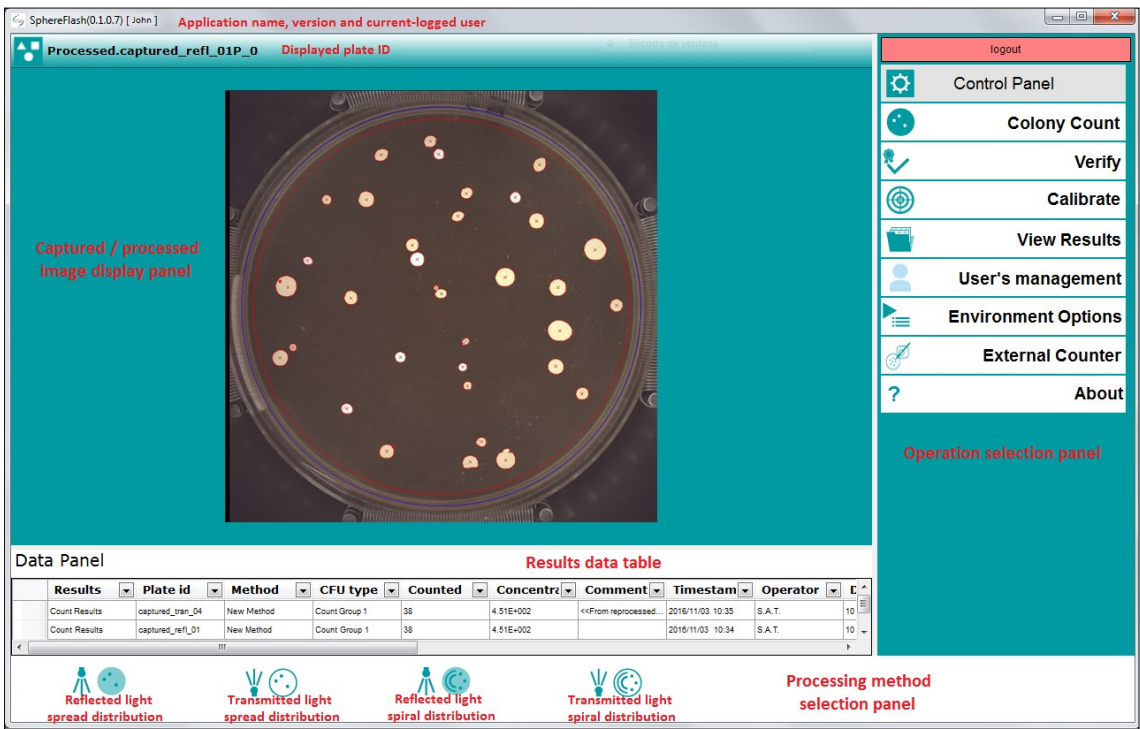 SphereFlash(0.1.0.7) [ John ]
Application name, version and current-logged user
Processed.captured_refl_01P_0
Displayed plate ID
Recorte de ventana
logout
Control Panel
Colony Count
Verify
Calibrate
View Results
User's management
Environment Options
External Counter
? About
Operation selection panel
Captured / processed
image display panel
Data Panel
Results data table
Results Plate id Method CFU type Counted Concentra Comment Timestam Operator D
Count Results captured_tran_04 New Method Count Group 1 38 4.51E+002 <<From reprocessed... 2016/11/03 10:35 S.A.T. 10
Count Results captured_refl_01 New Method Count Group 1 38 4.51E+002 2016/11/03 10:34 S.A.T. 10
Reflected light
spread distribution
Transmitted light
spread distribution
Reflected light
spiral distribution
Transmitted light
spiral distribution
Processing method
selection panel